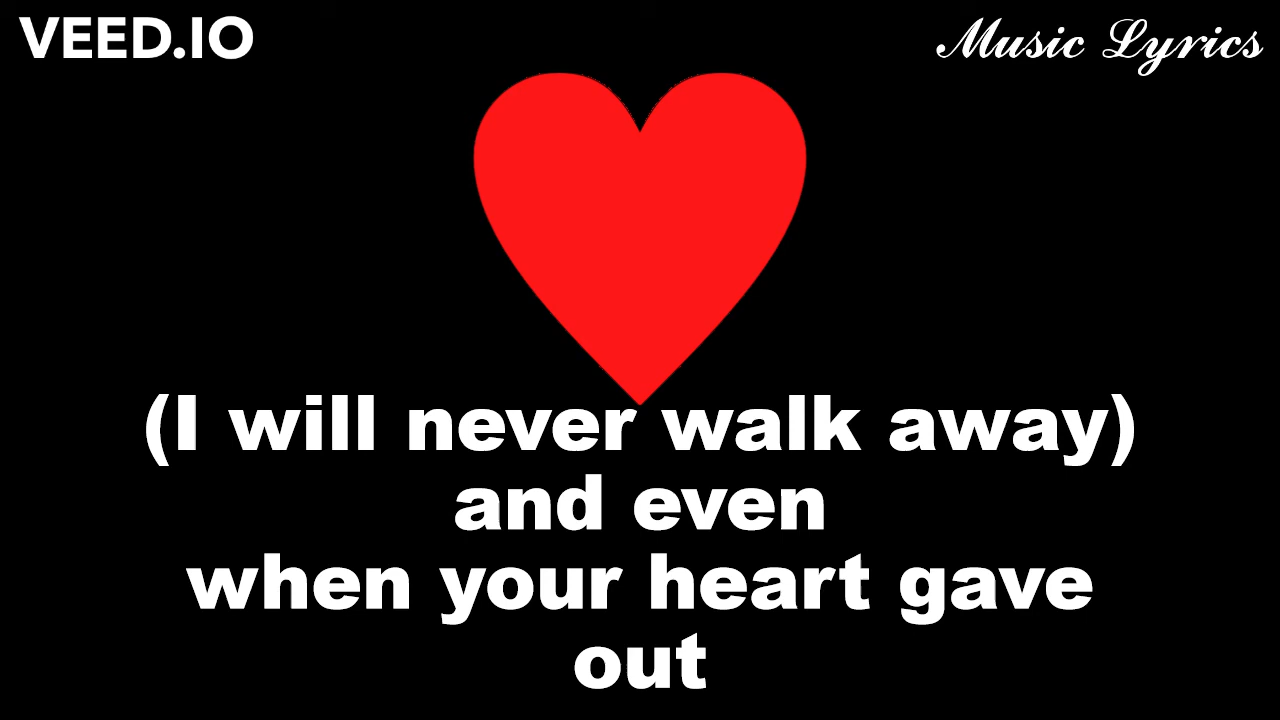 VEED.IO
Music Lyrics
(I will never walk away)
and even
when your heart gave
out